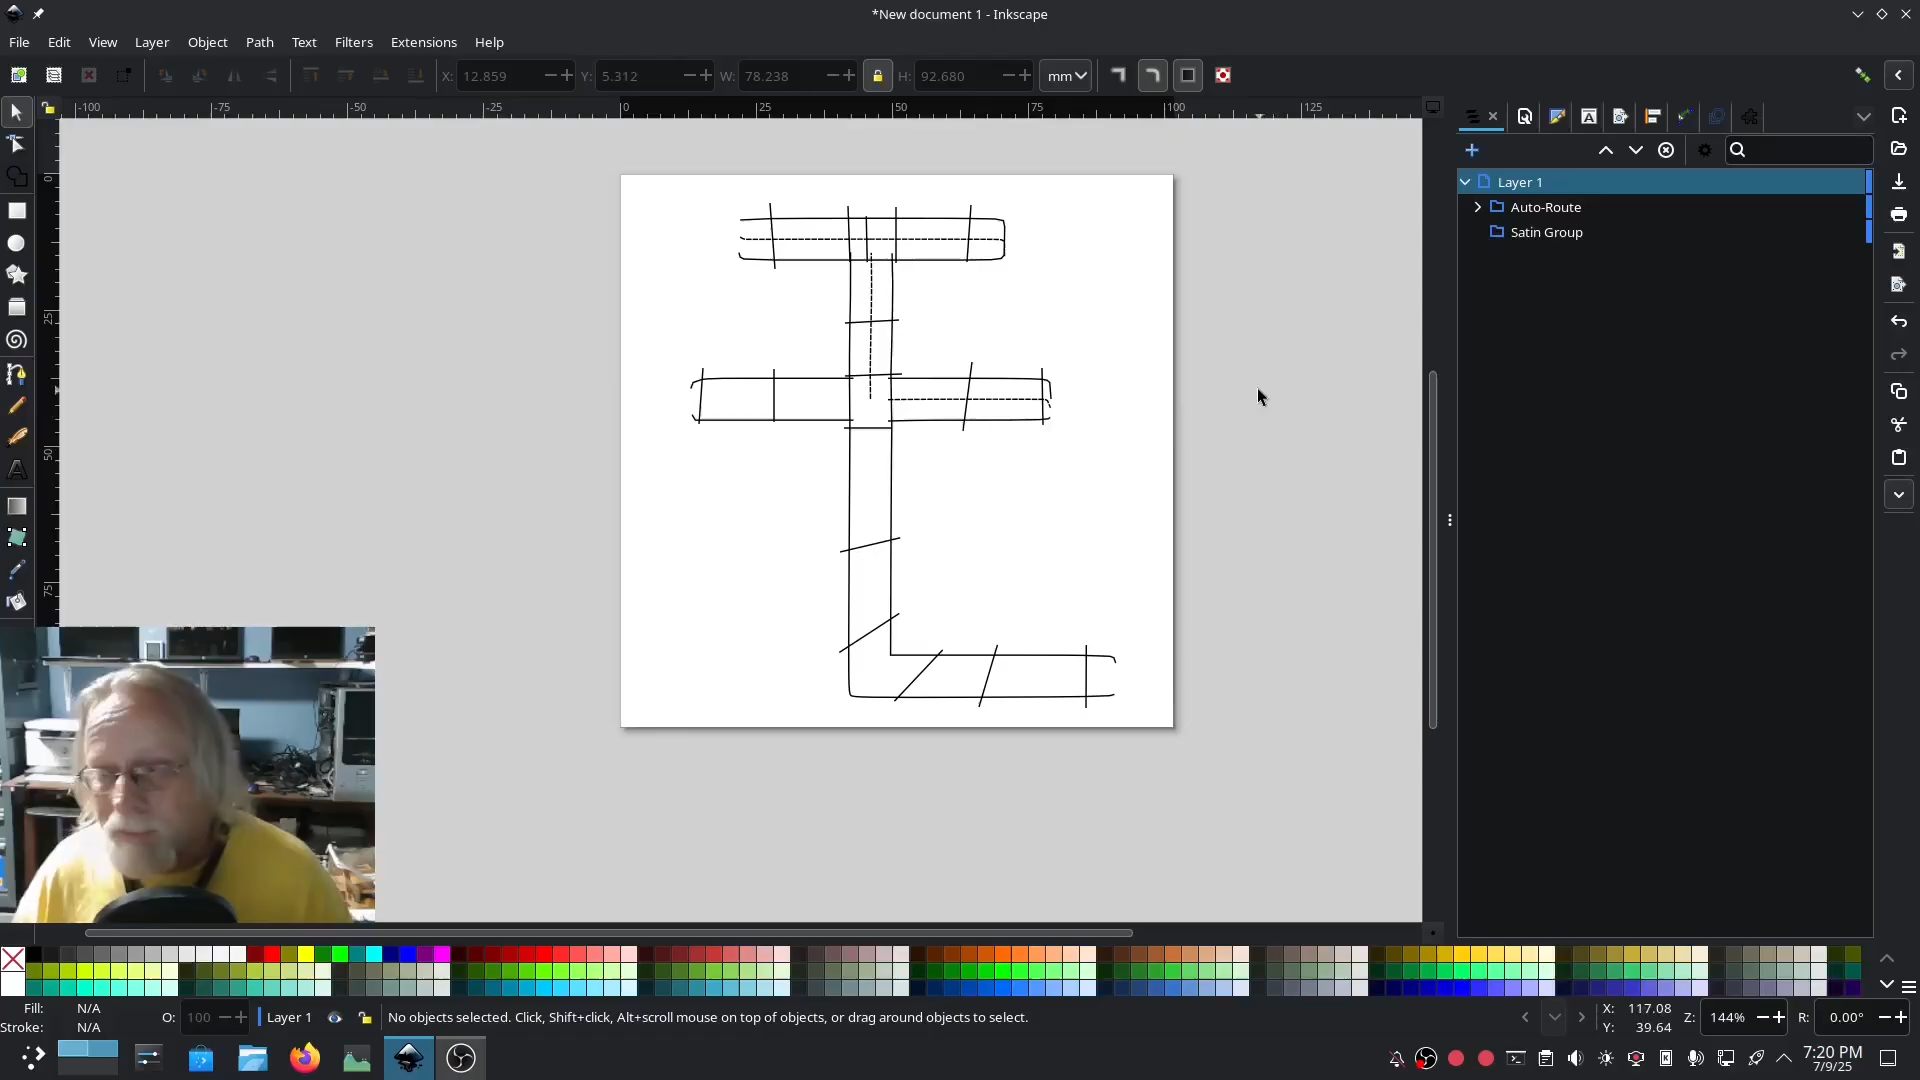 *New document 1 - Inkscape
File Edit View Layer Object Path Text Filters Extensions Help
X: 12.859 Y: 5.312 W: 78.238 H: 92.680 mm
-100 -75 -50 -25 0 25 50 75 100 125
0
25
50
75
Layer 1
Auto-Route
Satin Group
Fill: N/A
Stroke: N/A
O: 100
Layer 1
No objects selected. Click, Shift+click, Alt+scroll mouse on top of objects, or drag around objects to select.
X: 117.08
Y: 39.64
Z: 144%
R: 0.00°
7:20 PM
7/9/25